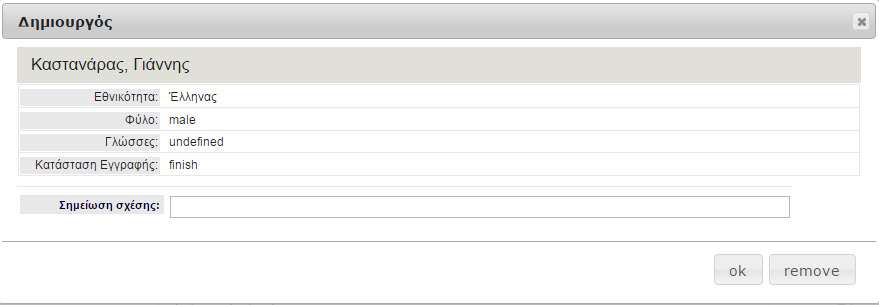 Δημιουργός
Καστανάρας, Γιάννης
Εθνικότητα: Έλληνας
Φύλο: male
Γλώσσες: undefined
Κατάσταση Εγγραφής: finish
Σημείωση σχέσης:
ok remove